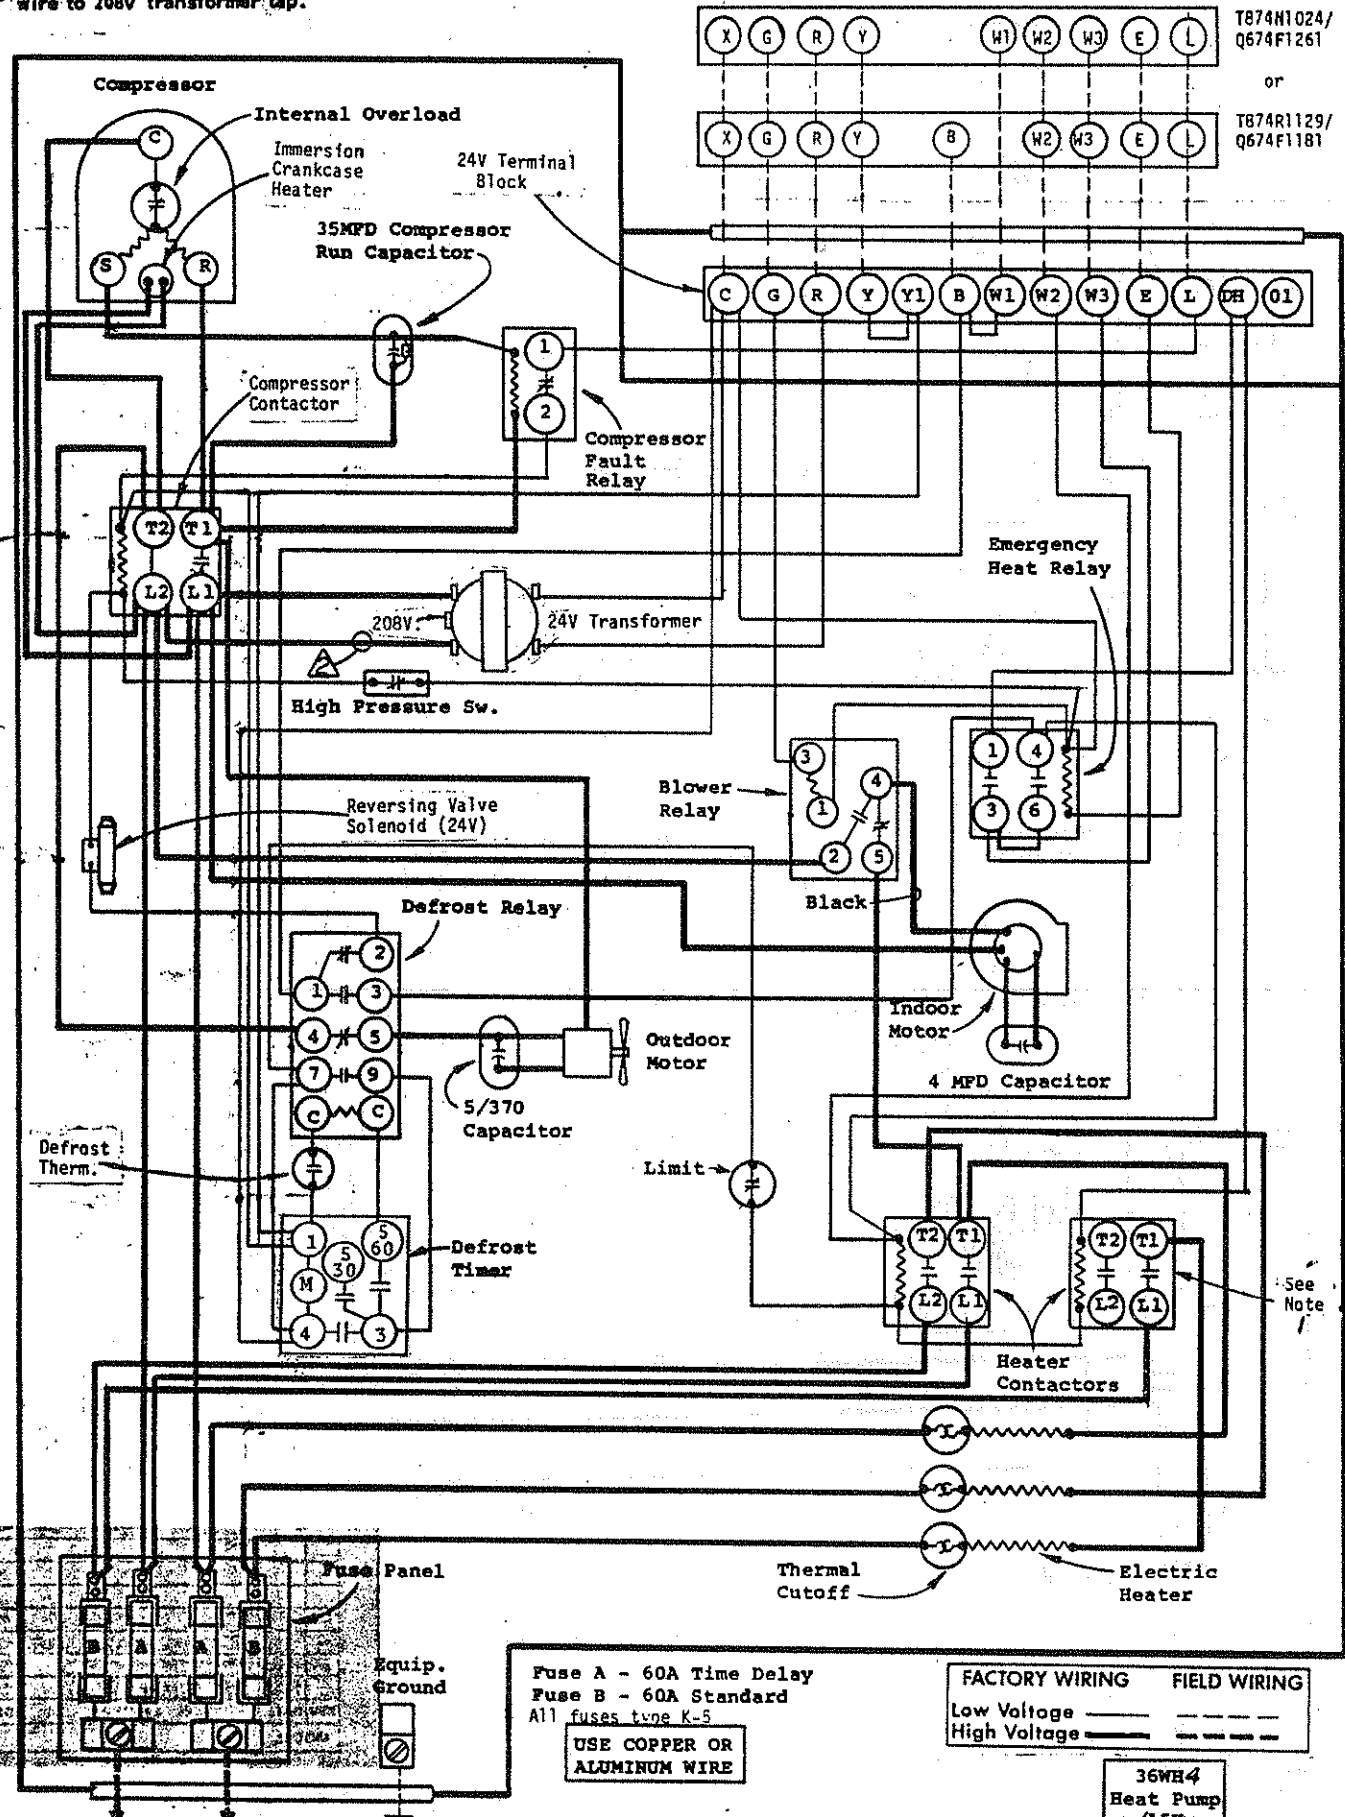 wire to 208V transformer tap.
X G R Y W1 W2 W3 E L
T874N1024/
Q674F1261
or
X G R Y B W2 W3 E L
T874R1129/
Q674F1181
Compressor
Internal Overload
Immersion
Crankcase
Heater
C
S R
24V Terminal
Block
35MFD Compressor
Run Capacitor
C G R Y Y1 B W1 W2 W3 E L DH O1
1
2
Compressor
Contactor
Compressor
Fault
Relay
T2 T1
L2 L1
Emergency
Heat Relay
208V
24V Transformer
2
High Pressure Sw.
1 4
3 6
3
4
1
2 5
Blower
Relay
Reversing Valve
Solenoid (24V)
Black
Defrost Relay
2
1 3
4 5
7 9
C C
Indoor
Motor
Outdoor
Motor
4 MFD Capacitor
5/370
Capacitor
Defrost
Therm.
Limit
1
5
30
5
60
M
4 3
Defrost
Timer
T2 T1
L2 L1
T2 T1
L2 L1
See
Note
Heater
Contactors
Thermal
Cutoff
Electric
Heater
Fuse Panel
B A A B
Equip.
Ground
Fuse A - 60A Time Delay
Fuse B - 60A Standard
All fuses type K-5
USE COPPER OR
ALUMINUM WIRE
FACTORY WIRING FIELD WIRING
Low Voltage
High Voltage
36WH4
Heat Pump